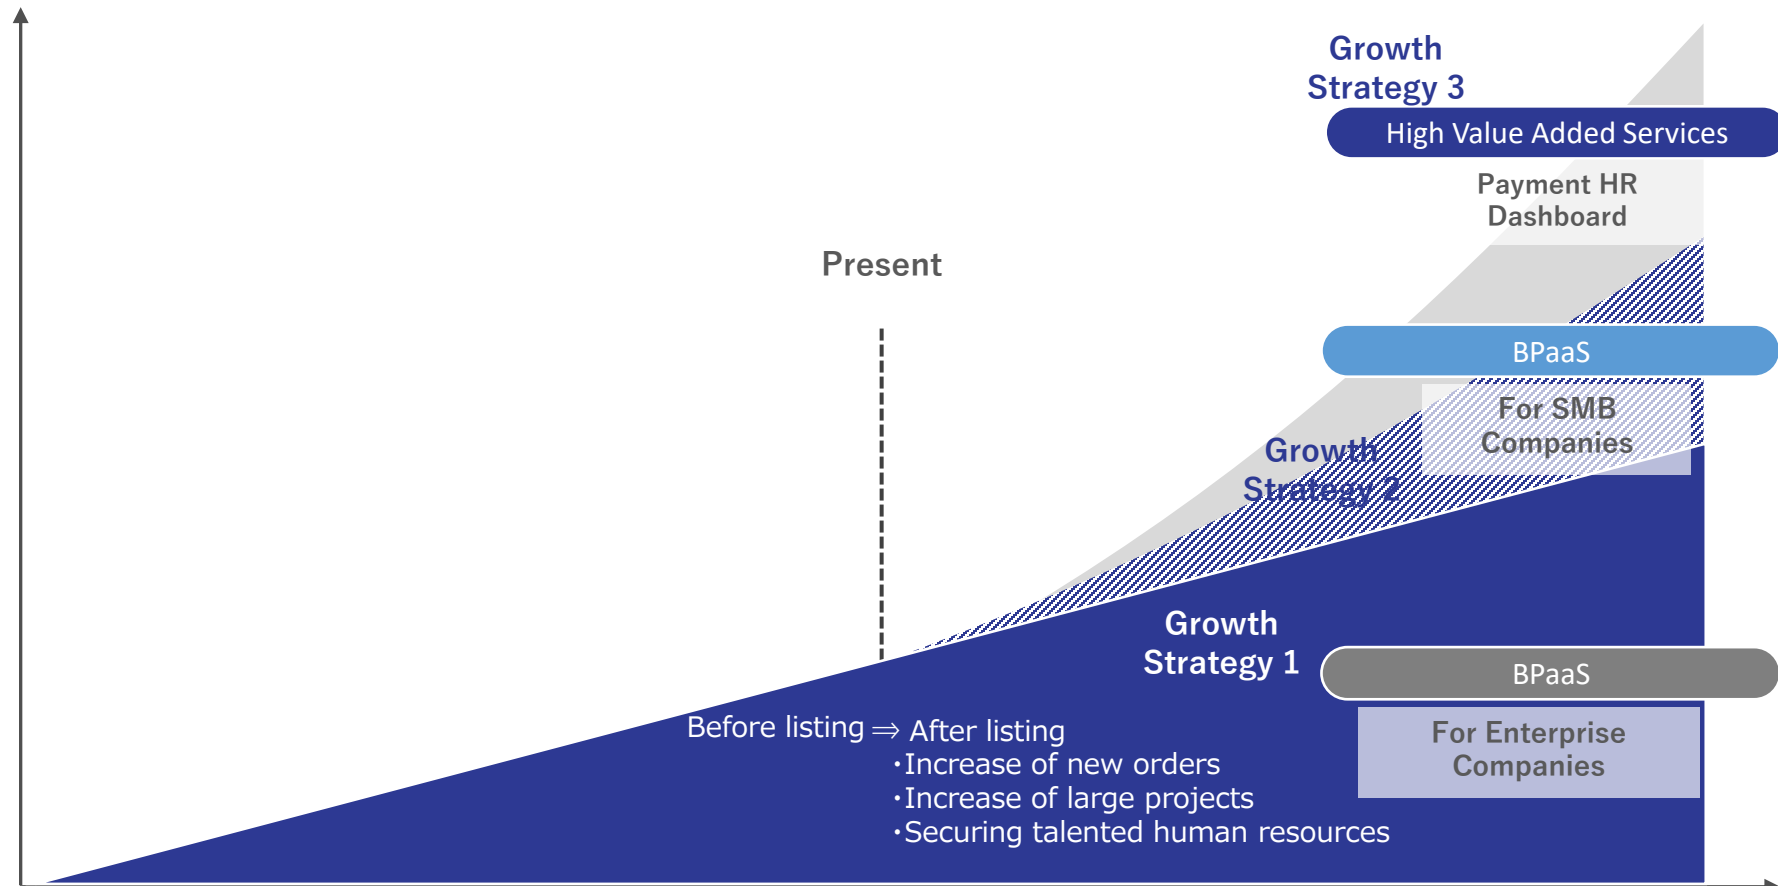 Growth
Strategy 3
High Value Added Services
Payment HR
Dashboard
Present
BPaaS
For SMB
Companies
Growth
Strategy 2
Growth
Strategy 1
BPaaS
For Enterprise
Companies
Before listing ⇒ After listing
・Increase of new orders
・Increase of large projects
・Securing talented human resources